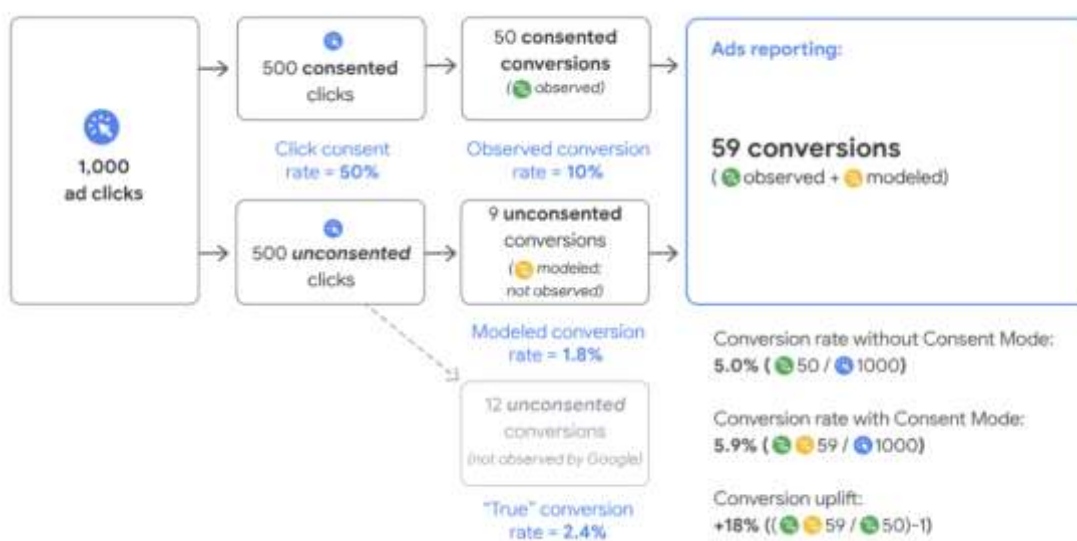 1,000
ad clicks
500 consented
clicks
Click consent
rate = 50%
50 consented
conversions
( observed)
Observed conversion
rate = 10%
500 unconsented
clicks
9 unconsented
conversions
( modeled;
not observed)
Modeled conversion
rate = 1.8%
12 unconsented
conversions
(not observed by Google)
"True" conversion
rate = 2.4%
Ads reporting:
59 conversions
( observed + modeled)
Conversion rate without Consent Mode:
5.0% ( 50 / 1000)
Conversion rate with Consent Mode:
5.9% ( 59 / 1000)
Conversion uplift:
+18% (( 59 / 50)-1)